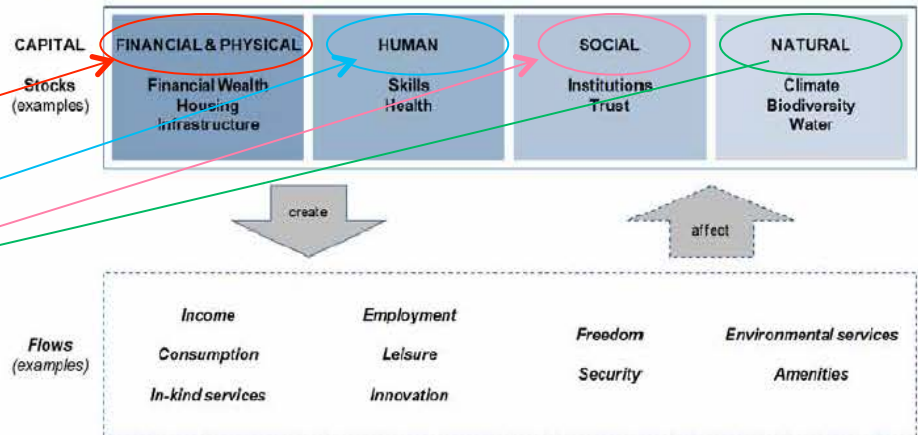 CAPITAL FINANCIAL & PHYSICAL HUMAN SOCIAL NATURAL
Stocks Financial Wealth Skills Institutions Climate
(examples) Housing Health Trust Biodiversity
Infrastructure Water
create
affect
Income Employment
Freedom Environmental services
Flows Consumption Leisure
(examples) Security Amenities
In-kind services Innovation